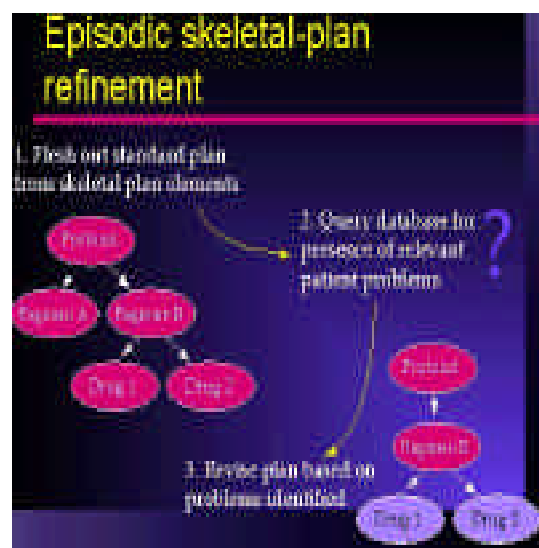 Episodic skeletal-plan
refinement
1. Flesh out standard plan
from skeletal plan elements
2. Query database for
presence of relevant
patient problems
?
Protocol
Regimen A
Regimen B
Drug 1
Drug 2
Protocol
Regimen B
3. Revise plan based on
problems identified
Drug
Drug